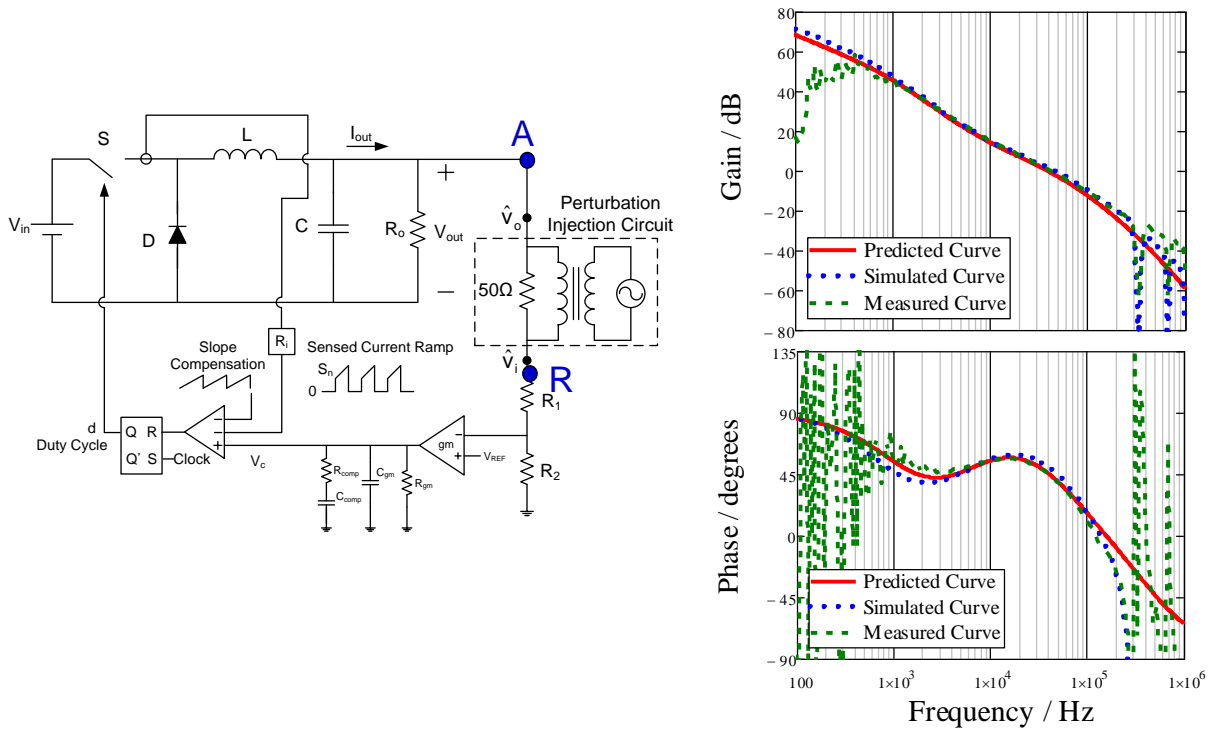 S
L
I_out
A
V_in
D
C
R_o
+
V_out
—
v̂_o
Perturbation
Injection Circuit
50Ω
v̂_i
R
R_i
Slope
Compensation
Sensed Current Ramp
S_n
0
R_1
R_2
d
Duty Cycle
Q R
Q' S
Clock
−
−
+
V_c
gm
−
+
V_REF
R_comp
C_comp
C_gm
R_gm
Gain / dB
80
60
40
20
0
−20
−40
−60
−80
Predicted Curve
Simulated Curve
Measured Curve
Phase / degrees
135
90
45
0
−45
−90
Predicted Curve
Simulated Curve
Measured Curve
100 1×10³ 1×10⁴ 1×10⁵ 1×10⁶
Frequency / Hz